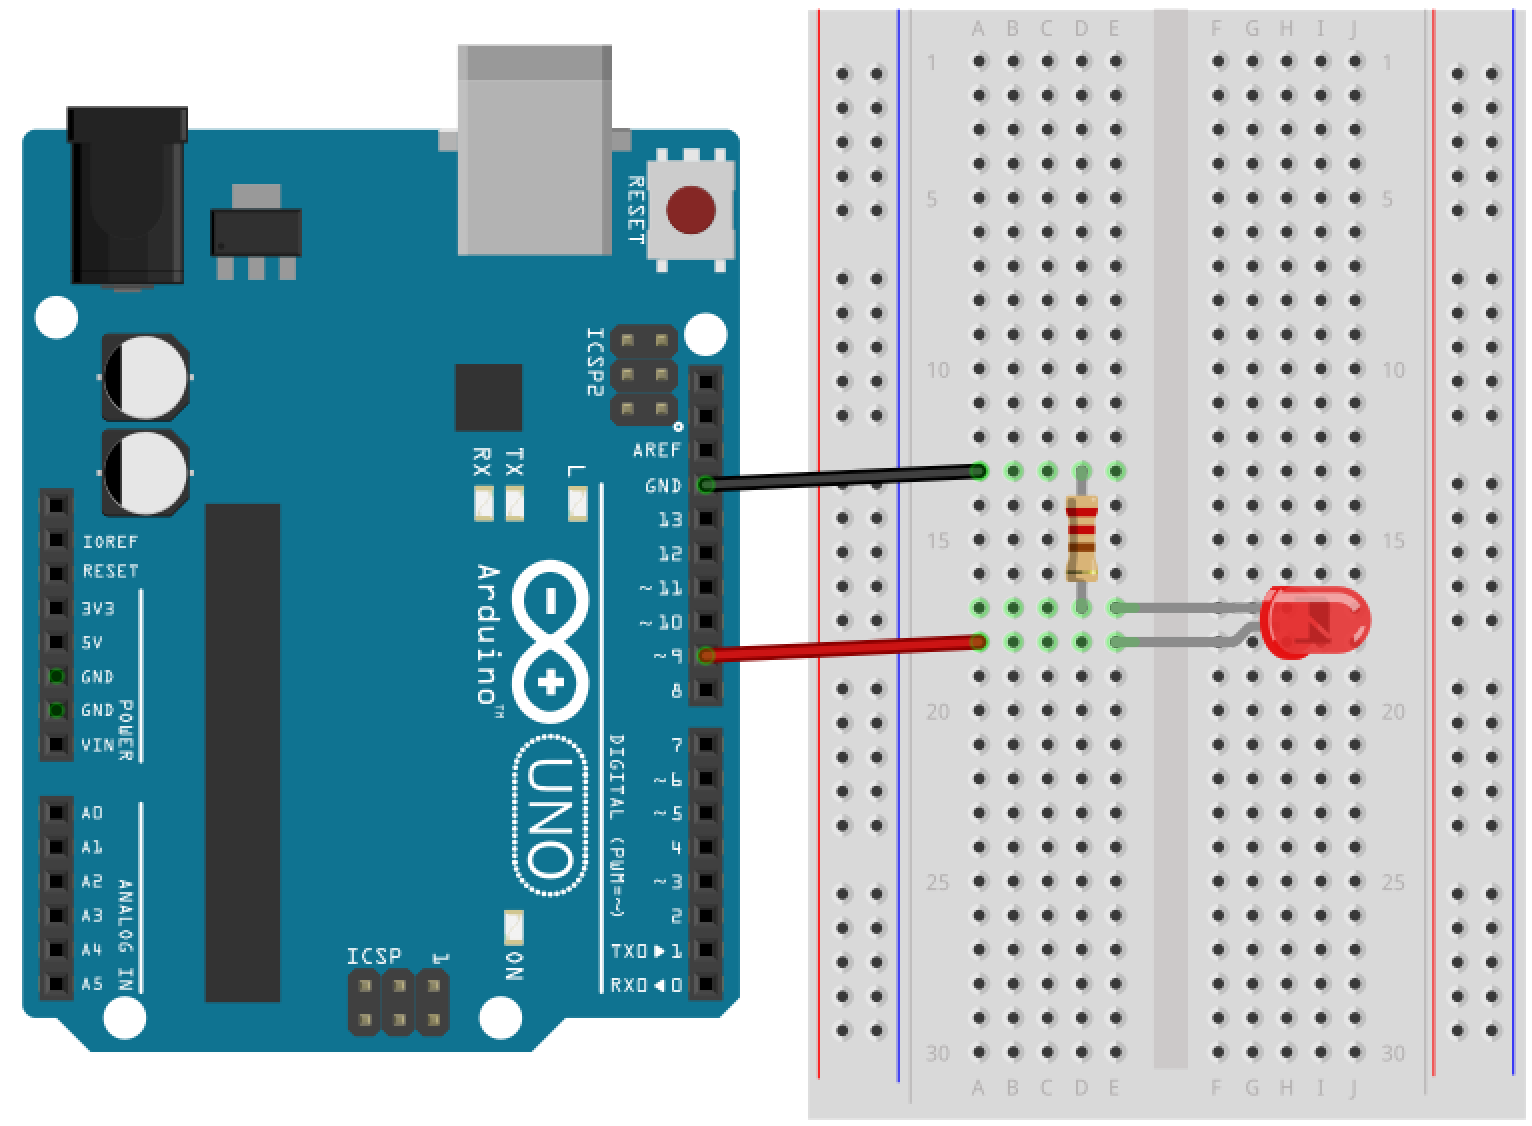 RESET
ICSP2
AREF
GND
13
12
~11
~10
~9
8
RX
TX
L
IOREF
RESET
3V3
5V
GND
GND
VIN
POWER
Arduino™
UNO
DIGITAL (PWM=~)
7
~6
~5
4
~3
2
TX0▶1
RX0◀0
A0
A1
A2
A3
A4
A5
ANALOG IN
ICSP
1
ON
A B C D E F G H I J
1 1
5 5
10 10
15 15
20 20
25 25
30 30
A B C D E F G H I J